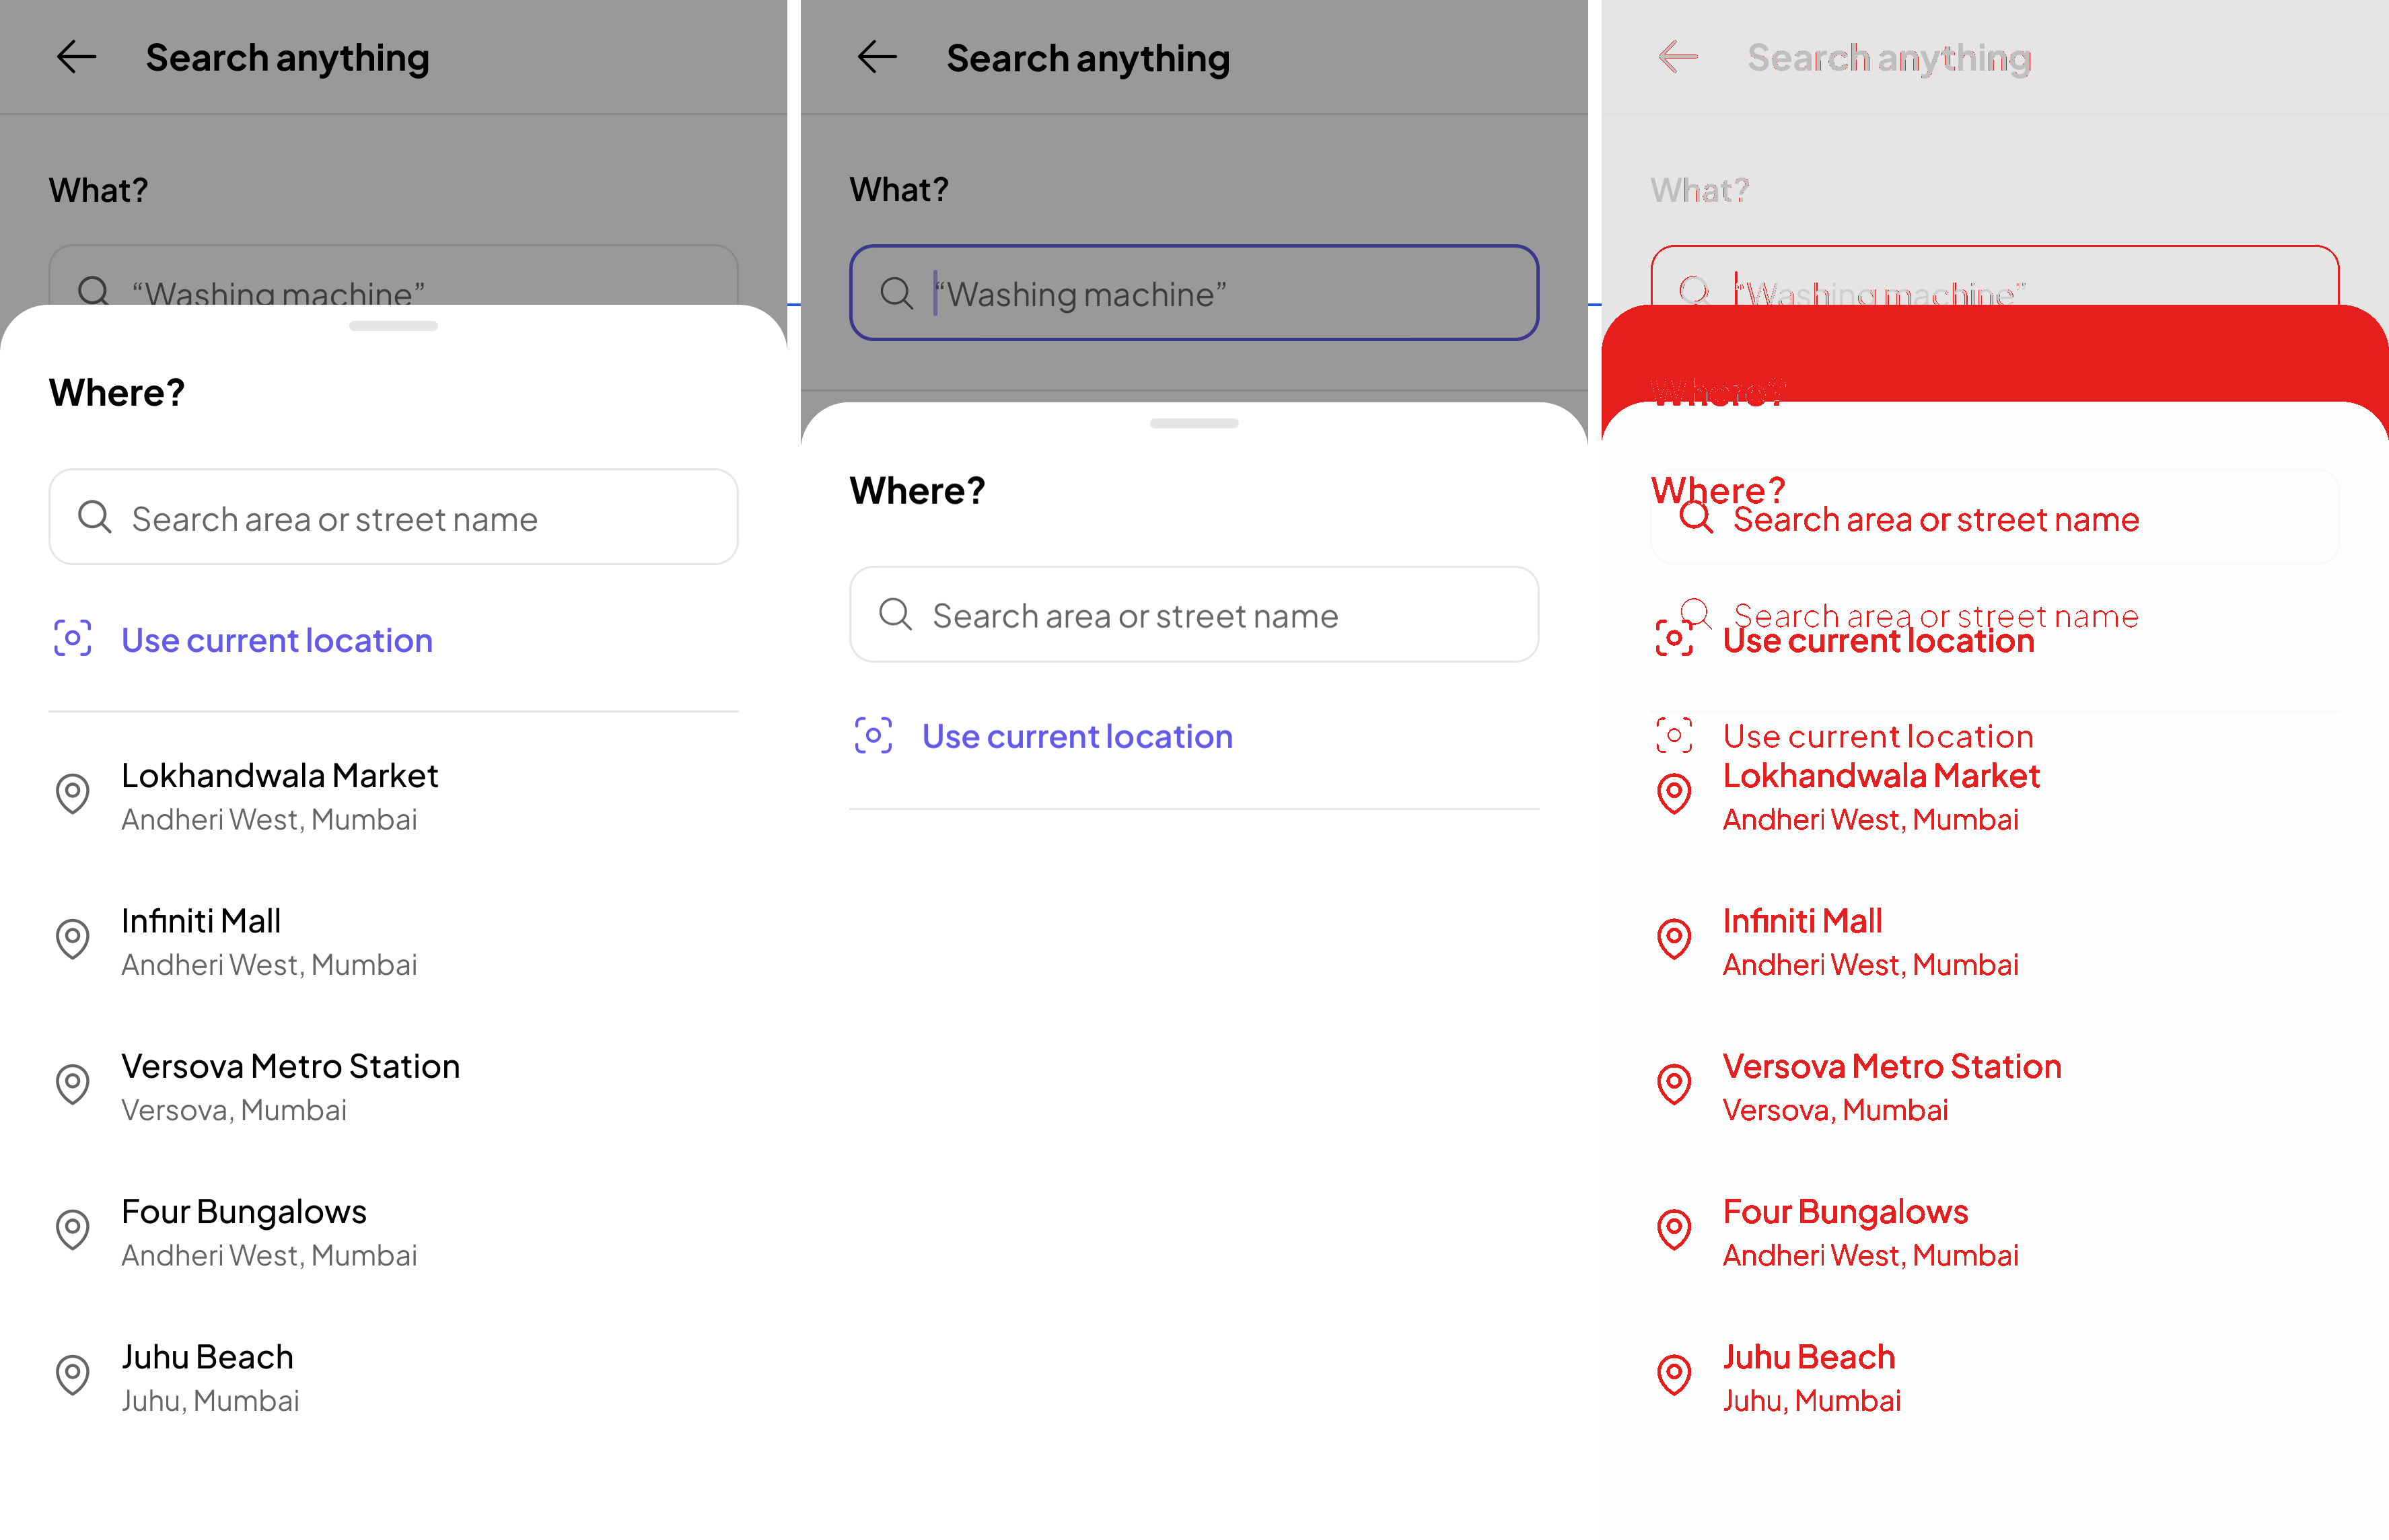 Search anything
What?
“Washing machine”
Where?
Search area or street name
Use current location
Lokhandwala Market
Andheri West, Mumbai
Infiniti Mall
Andheri West, Mumbai
Versova Metro Station
Versova, Mumbai
Four Bungalows
Andheri West, Mumbai
Juhu Beach
Juhu, Mumbai
Search anything
What?
“Washing machine”
Where?
Search area or street name
Use current location
Search anything
What?
“Washing machine”
Where?
Where?
Search area or street name
Search area or street name
Use current location
Use current location
Lokhandwala Market
Andheri West, Mumbai
Infiniti Mall
Andheri West, Mumbai
Versova Metro Station
Versova, Mumbai
Four Bungalows
Andheri West, Mumbai
Juhu Beach
Juhu, Mumbai